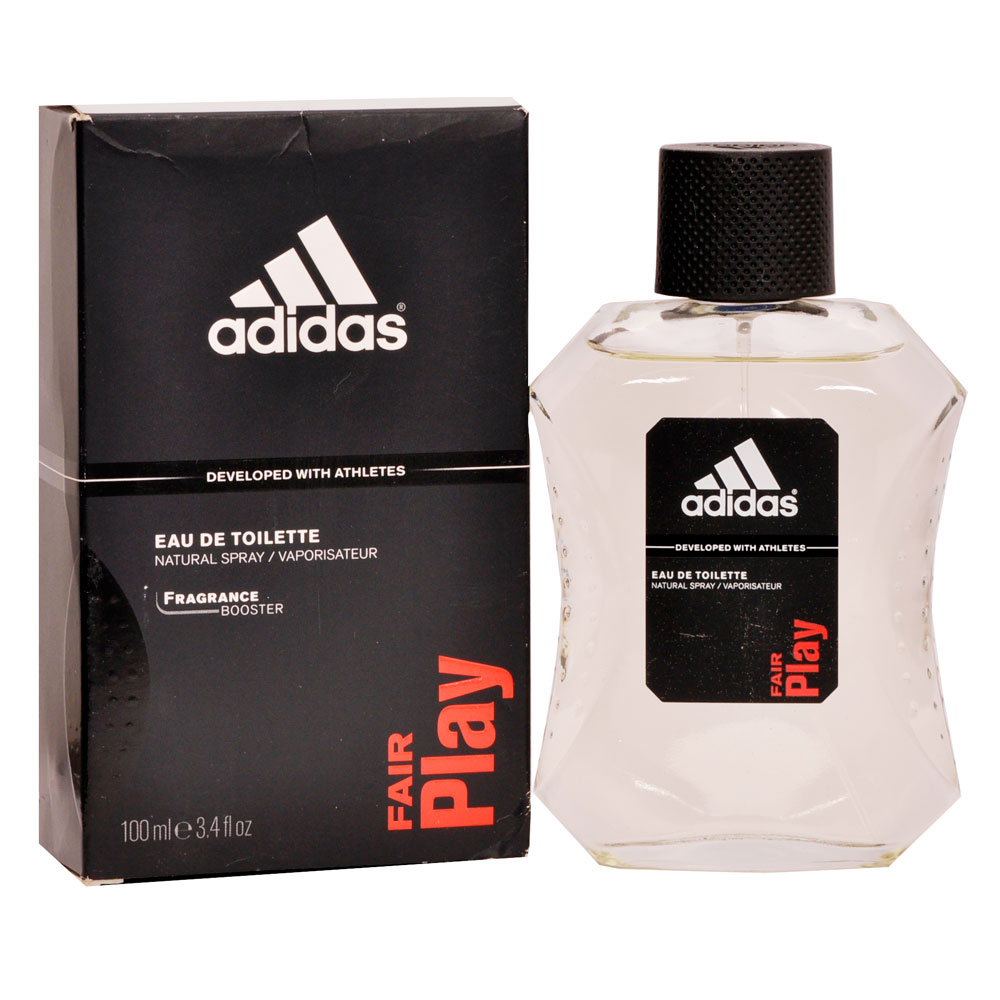 adidas®
DEVELOPED WITH ATHLETES
EAU DE TOILETTE
NATURAL SPRAY / VAPORISATEUR
FRAGRANCE
BOOSTER
FAIR
Play
100 ml e 3.4 fl oz
adidas®
DEVELOPED WITH ATHLETES
EAU DE TOILETTE
NATURAL SPRAY / VAPORISATEUR
FAIR
Play